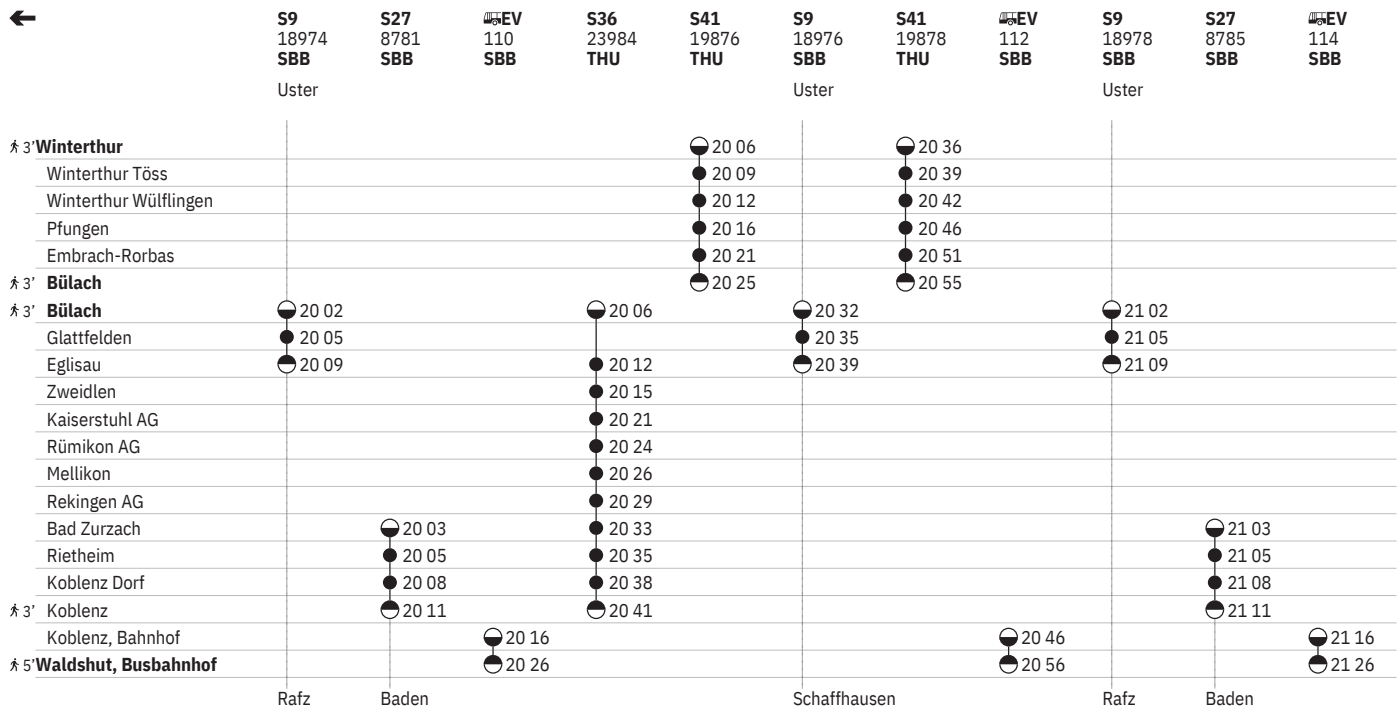 S9 S27 EV S36 S41 S9 S41 EV S9 S27 EV
18974 8781 110 23984 19876 18976 19878 112 18978 8785 114
SBB SBB SBB THU THU SBB THU SBB SBB SBB SBB
Uster Uster Uster
3' Winterthur 20 06 20 36
Winterthur Töss 20 09 20 39
Winterthur Wülflingen 20 12 20 42
Pfungen 20 16 20 46
Embrach-Rorbas 20 21 20 51
3' Bülach 20 25 20 55
3' Bülach 20 02 20 06 20 32 21 02
Glattfelden 20 05 20 35 21 05
Eglisau 20 09 20 12 20 39 21 09
Zweidlen 20 15
Kaiserstuhl AG 20 21
Rümikon AG 20 24
Mellikon 20 26
Rekingen AG 20 29
Bad Zurzach 20 03 20 33 21 03
Rietheim 20 05 20 35 21 05
Koblenz Dorf 20 08 20 38 21 08
3' Koblenz 20 11 20 41 21 11
Koblenz, Bahnhof 20 16 20 46 21 16
5' Waldshut, Busbahnhof 20 26 20 56 21 26
Rafz Baden Schaffhausen Rafz Baden